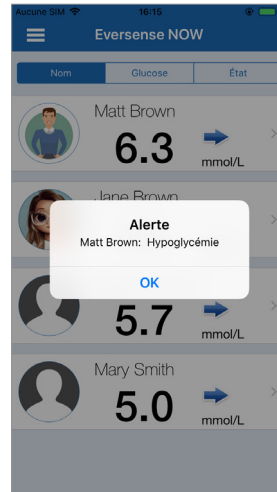 Aucune SIM 16:15
Eversense NOW
Nom Glucose État
Matt Brown
6.3 mmol/L
Jane Brown
Alerte
Matt Brown: Hypoglycémie
OK
5.7 mmol/L
Mary Smith
5.0 mmol/L